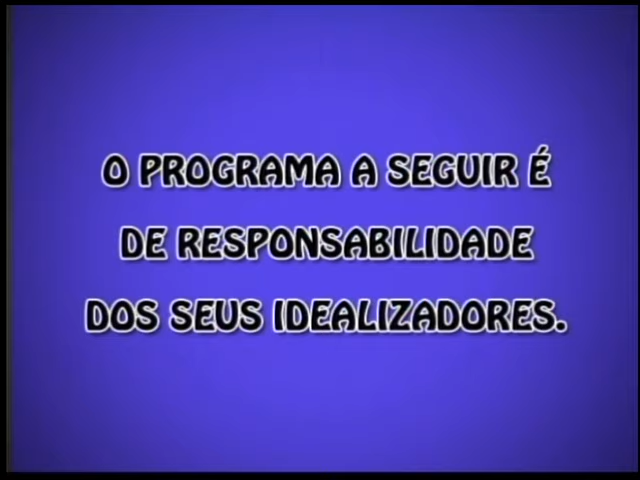 O PROGRAMA A SEGUIR É
DE RESPONSABILIDADE
DOS SEUS IDEALIZADORES.